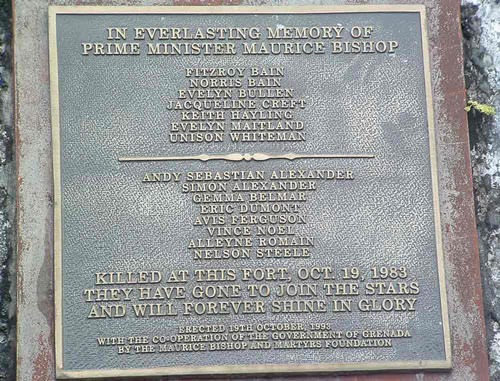 IN EVERLASTING MEMORY OF
PRIME MINISTER MAURICE BISHOP
FITZROY BAIN
NORRIS BAIN
EVELYN BULLEN
JACQUELINE CREFT
KEITH HAYLING
EVELYN MAITLAND
UNISON WHITEMAN
ANDY SEBASTIAN ALEXANDER
SIMON ALEXANDER
GEMMA BELMAR
ERIC DUMONT
AVIS FERGUSON
VINCE NOEL
ALLEYNE ROMAIN
NELSON STEELE
KILLED AT THIS FORT, OCT. 19, 1983
THEY HAVE GONE TO JOIN THE STARS
AND WILL FOREVER SHINE IN GLORY
ERECTED 19TH OCTOBER, 1993
WITH THE CO-OPERATION OF THE GOVERNMENT OF GRENADA
BY THE MAURICE BISHOP AND MARTYRS FOUNDATION